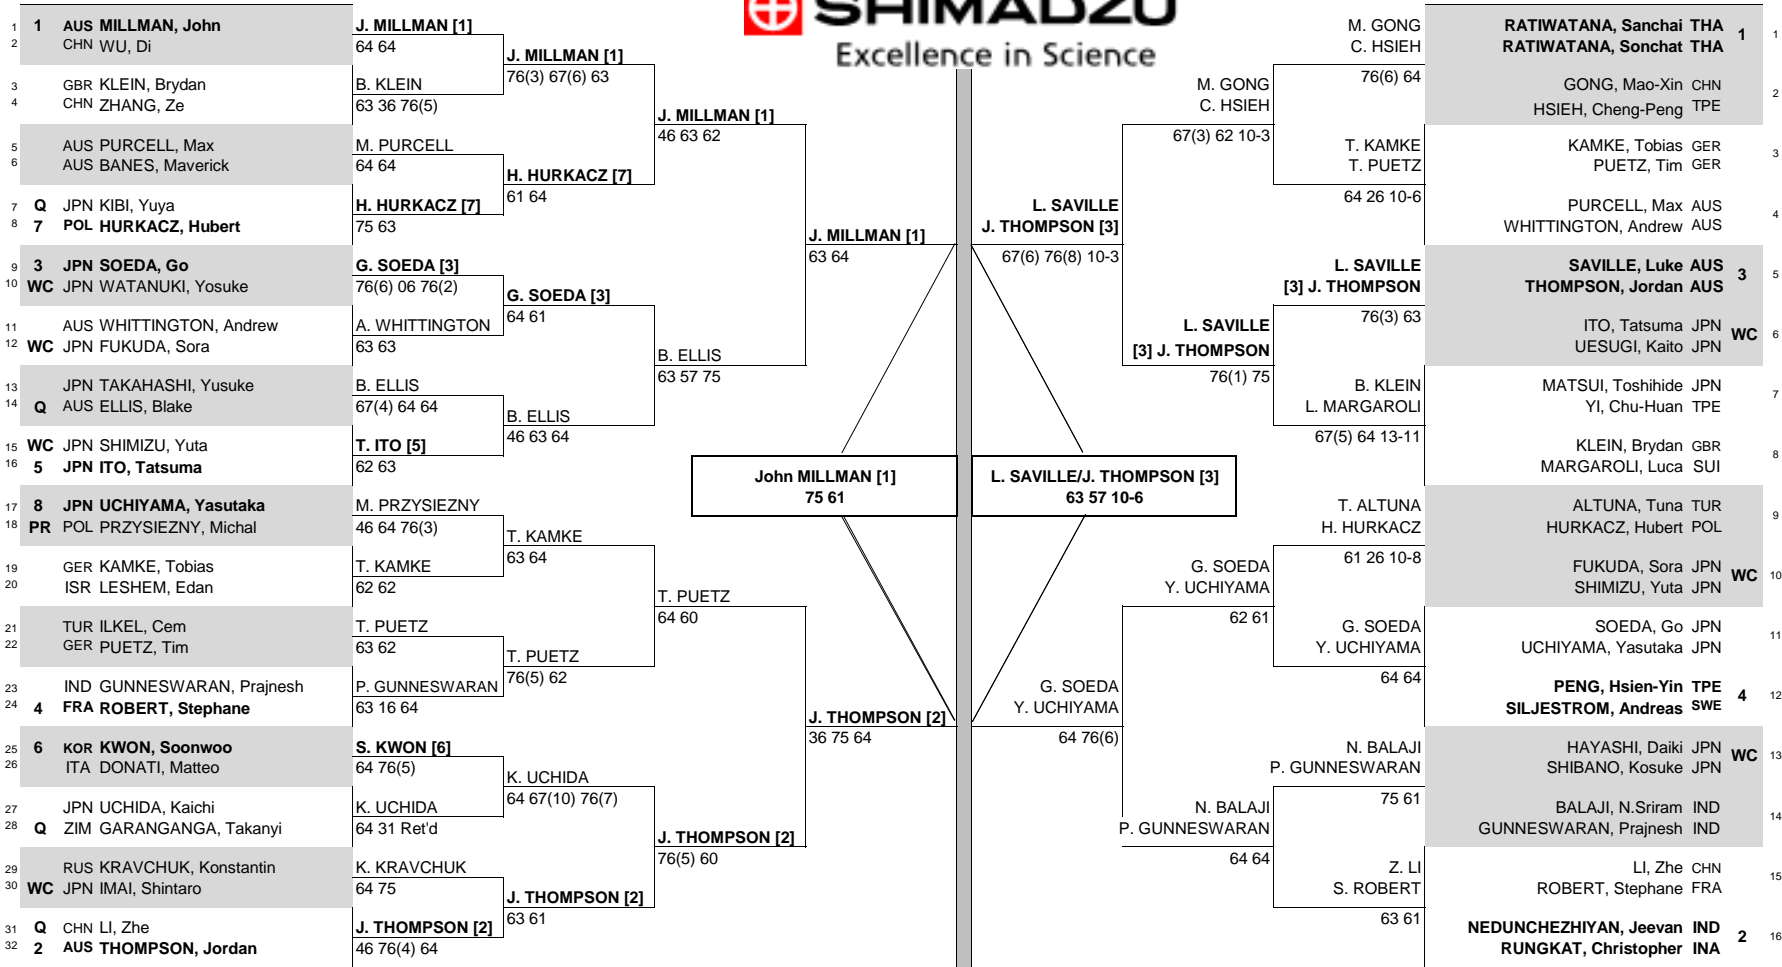 SHIMADZU
Excellence in Science
1 1 AUS MILLMAN, John
2 CHN WU, Di
3 GBR KLEIN, Brydan
4 CHN ZHANG, Ze
5 AUS PURCELL, Max
6 AUS BANES, Maverick
7 Q JPN KIBI, Yuya
8 7 POL HURKACZ, Hubert
9 3 JPN SOEDA, Go
10 WC JPN WATANUKI, Yosuke
11 AUS WHITTINGTON, Andrew
12 WC JPN FUKUDA, Sora
13 JPN TAKAHASHI, Yusuke
14 Q AUS ELLIS, Blake
15 WC JPN SHIMIZU, Yuta
16 5 JPN ITO, Tatsuma
17 8 JPN UCHIYAMA, Yasutaka
18 PR POL PRZYSIEZNY, Michal
19 GER KAMKE, Tobias
20 ISR LESHEM, Edan
21 TUR ILKEL, Cem
22 GER PUETZ, Tim
23 IND GUNNESWARAN, Prajnesh
24 4 FRA ROBERT, Stephane
25 6 KOR KWON, Soonwoo
26 ITA DONATI, Matteo
27 JPN UCHIDA, Kaichi
28 Q ZIM GARANGANGA, Takanyi
29 RUS KRAVCHUK, Konstantin
30 WC JPN IMAI, Shintaro
31 Q CHN LI, Zhe
32 2 AUS THOMPSON, Jordan
J. MILLMAN [1]
64 64
B. KLEIN
63 36 76(5)
M. PURCELL
64 64
H. HURKACZ [7]
75 63
G. SOEDA [3]
76(6) 06 76(2)
A. WHITTINGTON
63 63
B. ELLIS
67(4) 64 64
T. ITO [5]
62 63
M. PRZYSIEZNY
46 64 76(3)
T. KAMKE
62 62
T. PUETZ
63 62
P. GUNNESWARAN
63 16 64
S. KWON [6]
64 76(5)
K. UCHIDA
64 31 Ret'd
K. KRAVCHUK
64 75
J. THOMPSON [2]
46 76(4) 64
J. MILLMAN [1]
76(3) 67(6) 63
H. HURKACZ [7]
61 64
G. SOEDA [3]
64 61
B. ELLIS
46 63 64
T. KAMKE
63 64
T. PUETZ
76(5) 62
K. UCHIDA
64 67(10) 76(7)
J. THOMPSON [2]
63 61
J. MILLMAN [1]
46 63 62
B. ELLIS
63 57 75
T. PUETZ
64 60
J. THOMPSON [2]
76(5) 60
J. MILLMAN [1]
63 64
J. THOMPSON [2]
36 75 64
John MILLMAN [1]
75 61
L. SAVILLE/J. THOMPSON [3]
63 57 10-6
L. SAVILLE
J. THOMPSON [3]
67(6) 76(8) 10-3
G. SOEDA
Y. UCHIYAMA
64 76(6)
M. GONG
C. HSIEH
67(3) 62 10-3
L. SAVILLE
[3] J. THOMPSON
76(1) 75
G. SOEDA
Y. UCHIYAMA
62 61
N. BALAJI
P. GUNNESWARAN
64 64
M. GONG
C. HSIEH
76(6) 64
T. KAMKE
T. PUETZ
64 26 10-6
L. SAVILLE
[3] J. THOMPSON
76(3) 63
B. KLEIN
L. MARGAROLI
67(5) 64 13-11
T. ALTUNA
H. HURKACZ
61 26 10-8
G. SOEDA
Y. UCHIYAMA
64 64
N. BALAJI
P. GUNNESWARAN
75 61
Z. LI
S. ROBERT
63 61
RATIWATANA, Sanchai THA 1 1
RATIWATANA, Sonchat THA
GONG, Mao-Xin CHN 2
HSIEH, Cheng-Peng TPE
KAMKE, Tobias GER 3
PUETZ, Tim GER
PURCELL, Max AUS 4
WHITTINGTON, Andrew AUS
SAVILLE, Luke AUS 3 5
THOMPSON, Jordan AUS
ITO, Tatsuma JPN WC 6
UESUGI, Kaito JPN
MATSUI, Toshihide JPN 7
YI, Chu-Huan TPE
KLEIN, Brydan GBR 8
MARGAROLI, Luca SUI
ALTUNA, Tuna TUR 9
HURKACZ, Hubert POL
FUKUDA, Sora JPN WC 10
SHIMIZU, Yuta JPN
SOEDA, Go JPN 11
UCHIYAMA, Yasutaka JPN
PENG, Hsien-Yin TPE 4 12
SILJESTROM, Andreas SWE
HAYASHI, Daiki JPN WC 13
SHIBANO, Kosuke JPN
BALAJI, N.Sriram IND 14
GUNNESWARAN, Prajnesh IND
LI, Zhe CHN 15
ROBERT, Stephane FRA
NEDUNCHEZHIYAN, Jeevan IND 2 16
RUNGKAT, Christopher INA